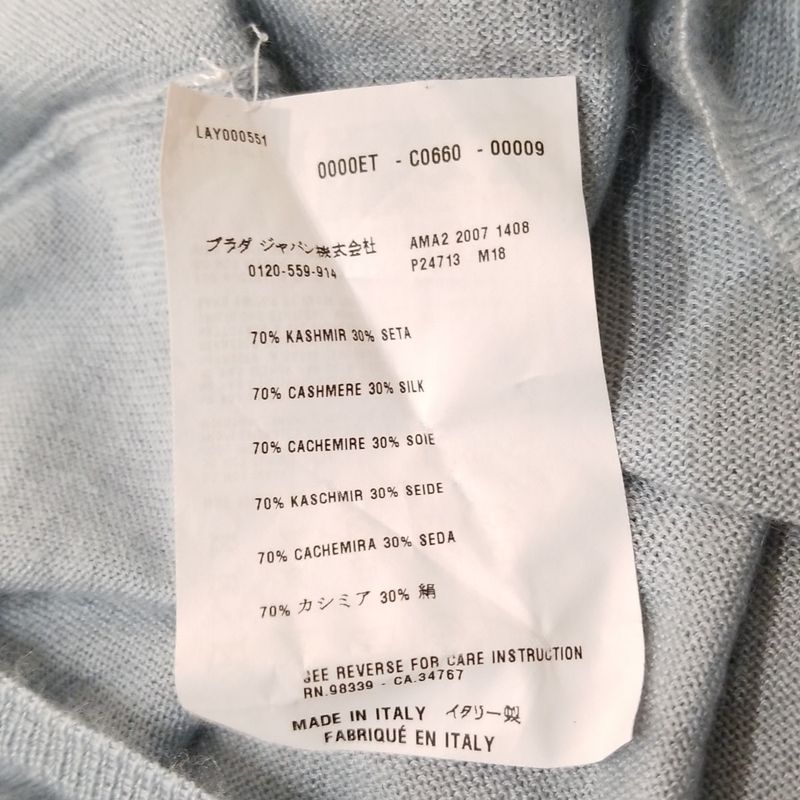 LAY000551
0000ET - C0660 - 00009
プラダ ジャパン株式会社 AMA2 2007 1408
0120-559-914 P24713 M18
70% KASHMIR 30% SETA
70% CASHMERE 30% SILK
70% CACHEMIRE 30% SOIE
70% KASCHMIR 30% SEIDE
70% CACHEMIRA 30% SEDA
70% カシミア 30% 絹
SEE REVERSE FOR CARE INSTRUCTION
RN.98339 - CA.34767
MADE IN ITALY イタリー製
FABRIQUÉ EN ITALY